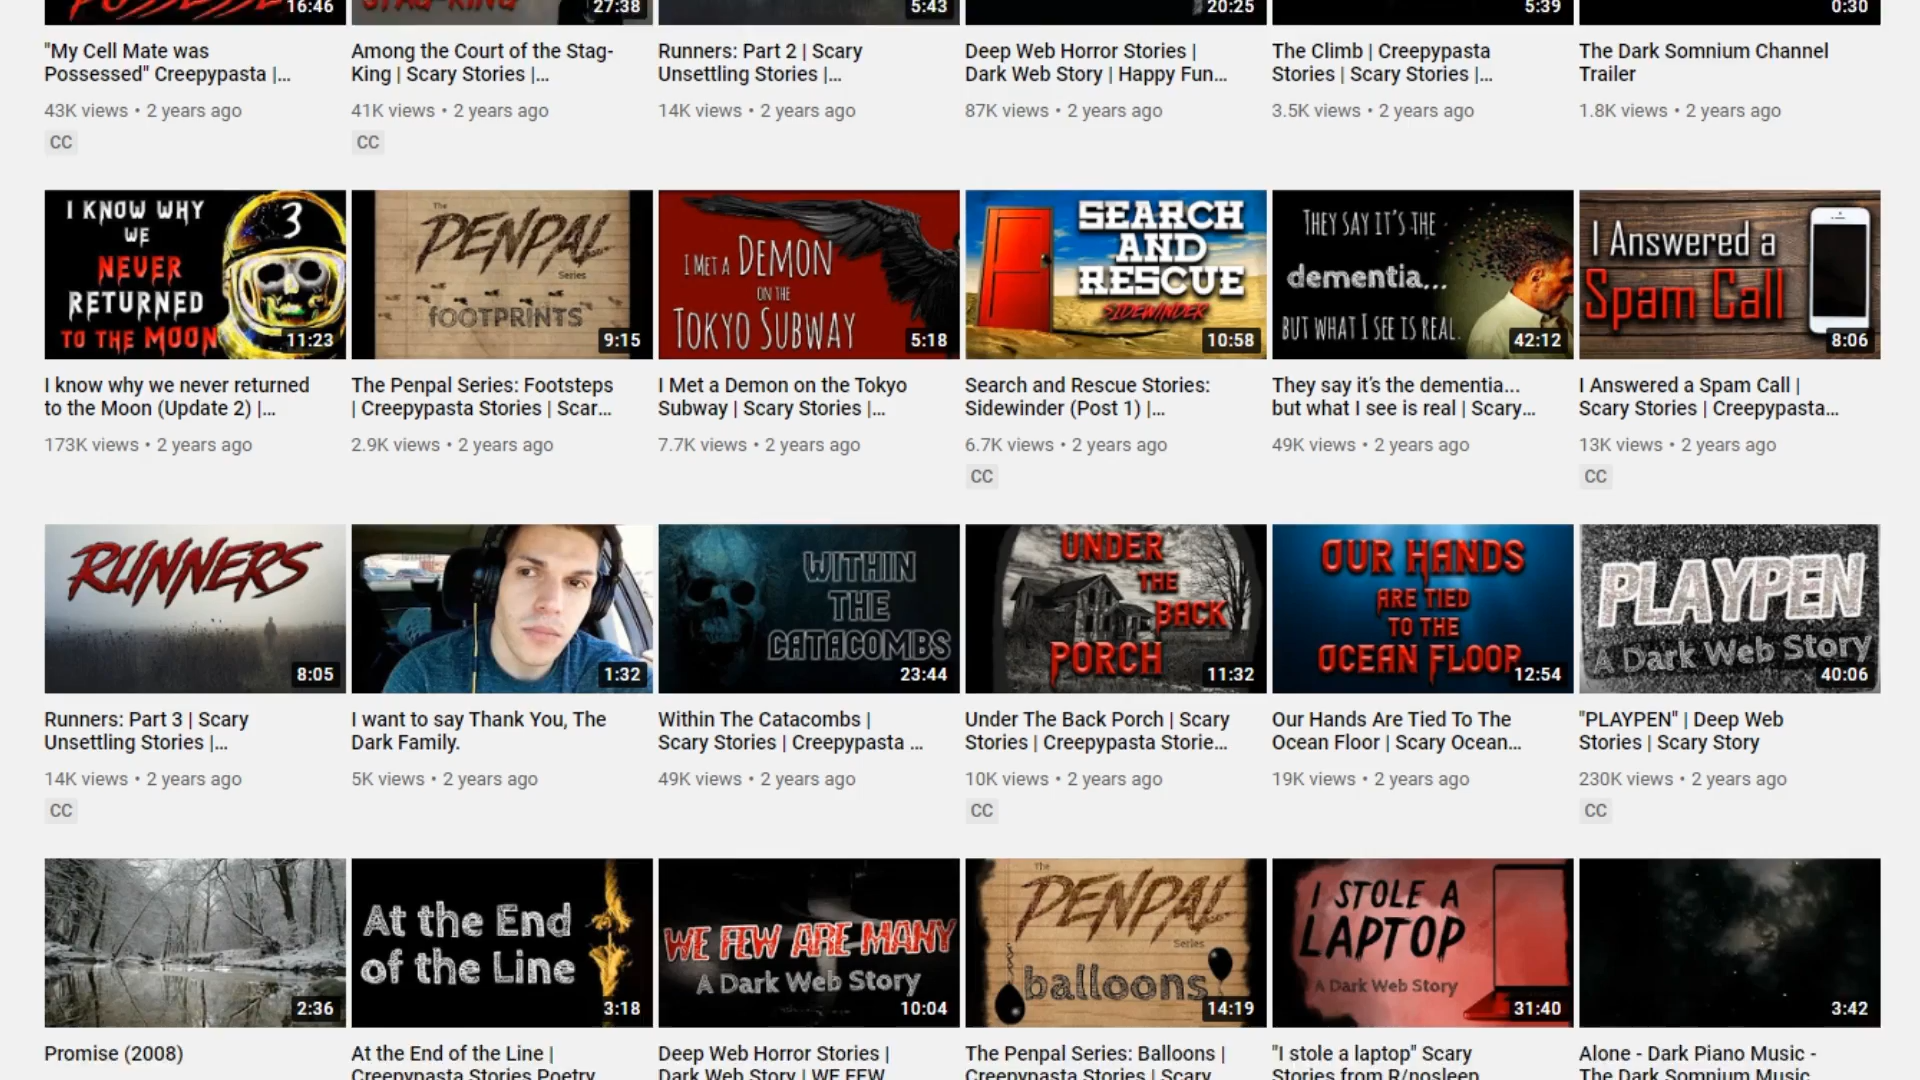 16:46
27:38
5:43
20:25
5:39
0:30
"My Cell Mate was
Possessed" Creepypasta |...
43K views • 2 years ago
CC
Among the Court of the Stag-
King | Scary Stories |...
41K views • 2 years ago
CC
Runners: Part 2 | Scary
Unsettling Stories |...
14K views • 2 years ago
Deep Web Horror Stories |
Dark Web Story | Happy Fun...
87K views • 2 years ago
The Climb | Creepypasta
Stories | Scary Stories |...
3.5K views • 2 years ago
The Dark Somnium Channel
Trailer
1.8K views • 2 years ago
I KNOW WHY
WE
NEVER
RETURNED
TO THE MOON
3
11:23
I know why we never returned
to the Moon (Update 2) |...
173K views • 2 years ago
The
PENPAL
Series
fOOTPRINTS
9:15
The Penpal Series: Footsteps
| Creepypasta Stories | Scar...
2.9K views • 2 years ago
I MET A DEMON
ON THE
TOKYO SUBWAY
5:18
I Met a Demon on the Tokyo
Subway | Scary Stories |...
7.7K views • 2 years ago
SEARCH
AND
RESCUE
SIDEWINDER
10:58
Search and Rescue Stories:
Sidewinder (Post 1) |...
6.7K views • 2 years ago
CC
THEY SAY IT'S THE
dementia...
BUT WHAT I SEE IS REAL.
42:12
They say it's the dementia...
but what I see is real | Scary...
49K views • 2 years ago
I Answered a
Spam Call
8:06
I Answered a Spam Call |
Scary Stories | Creepypasta...
13K views • 2 years ago
CC
RUNNERS
8:05
Runners: Part 3 | Scary
Unsettling Stories |...
14K views • 2 years ago
CC
1:32
I want to say Thank You, The
Dark Family.
5K views • 2 years ago
WITHIN
THE
CATACOMBS
23:44
Within The Catacombs |
Scary Stories | Creepypasta ...
49K views • 2 years ago
UNDER
THE
BACK
PORCH
11:32
Under The Back Porch | Scary
Stories | Creepypasta Storie...
10K views • 2 years ago
CC
OUR HANDS
ARE TIED
TO THE
OCEAN FLOOR
12:54
Our Hands Are Tied To The
Ocean Floor | Scary Ocean...
19K views • 2 years ago
PLAYPEN
A Dark Web Story
40:06
"PLAYPEN" | Deep Web
Stories | Scary Story
230K views • 2 years ago
CC
2:36
Promise (2008)
At the End
of the Line
3:18
At the End of the Line |
Creepypasta Stories Poetry
WE FEW ARE MANY
A Dark Web Story
10:04
Deep Web Horror Stories |
Dark Web Story | WE FEW
The
PENPAL
Series
balloons
14:19
The Penpal Series: Balloons |
Creepypasta Stories | Scary
I STOLE A
LAPTOP
A Dark Web Story
31:40
"I stole a laptop" Scary
Stories from R/nosleep
3:42
Alone - Dark Piano Music -
The Dark Somnium Music